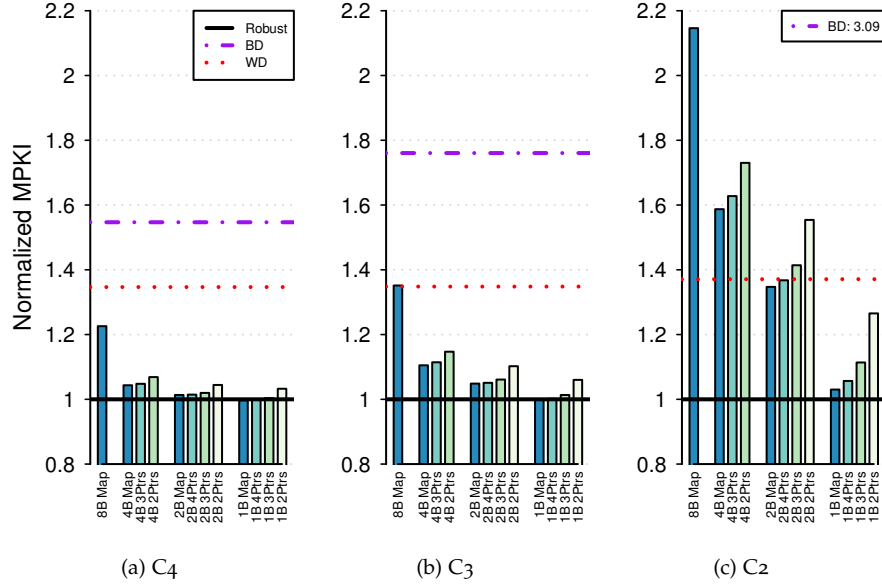 Normalized MPKI
2.2
2
1.8
1.6
1.4
1.2
1
0.8
Robust
BD
WD
8B Map
4B Map
4B 3Ptrs
4B 2Ptrs
2B Map
2B 4Ptrs
2B 3Ptrs
2B 2Ptrs
1B Map
1B 4Ptrs
1B 3Ptrs
1B 2Ptrs
(a) C4
2.2
2
1.8
1.6
1.4
1.2
1
0.8
8B Map
4B Map
4B 3Ptrs
4B 2Ptrs
2B Map
2B 4Ptrs
2B 3Ptrs
2B 2Ptrs
1B Map
1B 4Ptrs
1B 3Ptrs
1B 2Ptrs
(b) C3
2.2
2
1.8
1.6
1.4
1.2
1
0.8
BD: 3.09
8B Map
4B Map
4B 3Ptrs
4B 2Ptrs
2B Map
2B 4Ptrs
2B 3Ptrs
2B 2Ptrs
1B Map
1B 4Ptrs
1B 3Ptrs
1B 2Ptrs
(c) C2